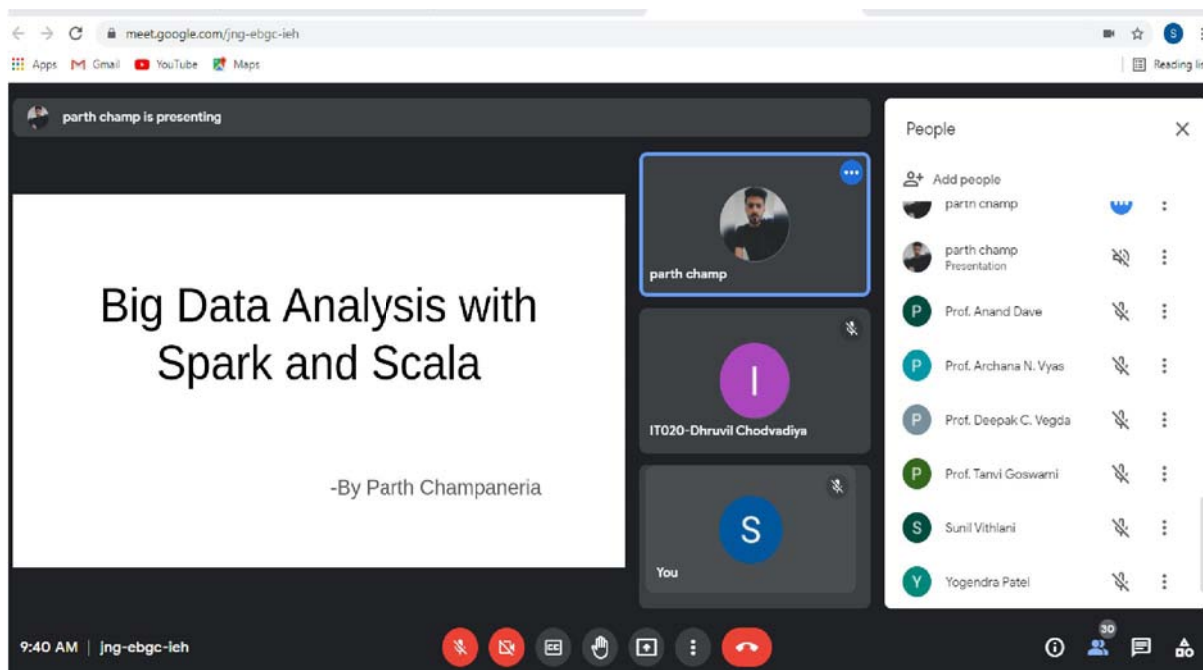 meet.google.com/jng-ebgc-ieh
S
Apps Gmail YouTube Maps
Reading lis
parth champ is presenting
Big Data Analysis with
Spark and Scala
-By Parth Champaneria
parth champ
I
IT020-Dhruvil Chodvadiya
S
You
People
Add people
parth champ
parth champ
Presentation
P Prof. Anand Dave
P Prof. Archana N. Vyas
P Prof. Deepak C. Vegda
P Prof. Tanvi Goswami
S Sunil Vithlani
Y Yogendra Patel
9:40 AM | jng-ebgc-ieh
CC
30